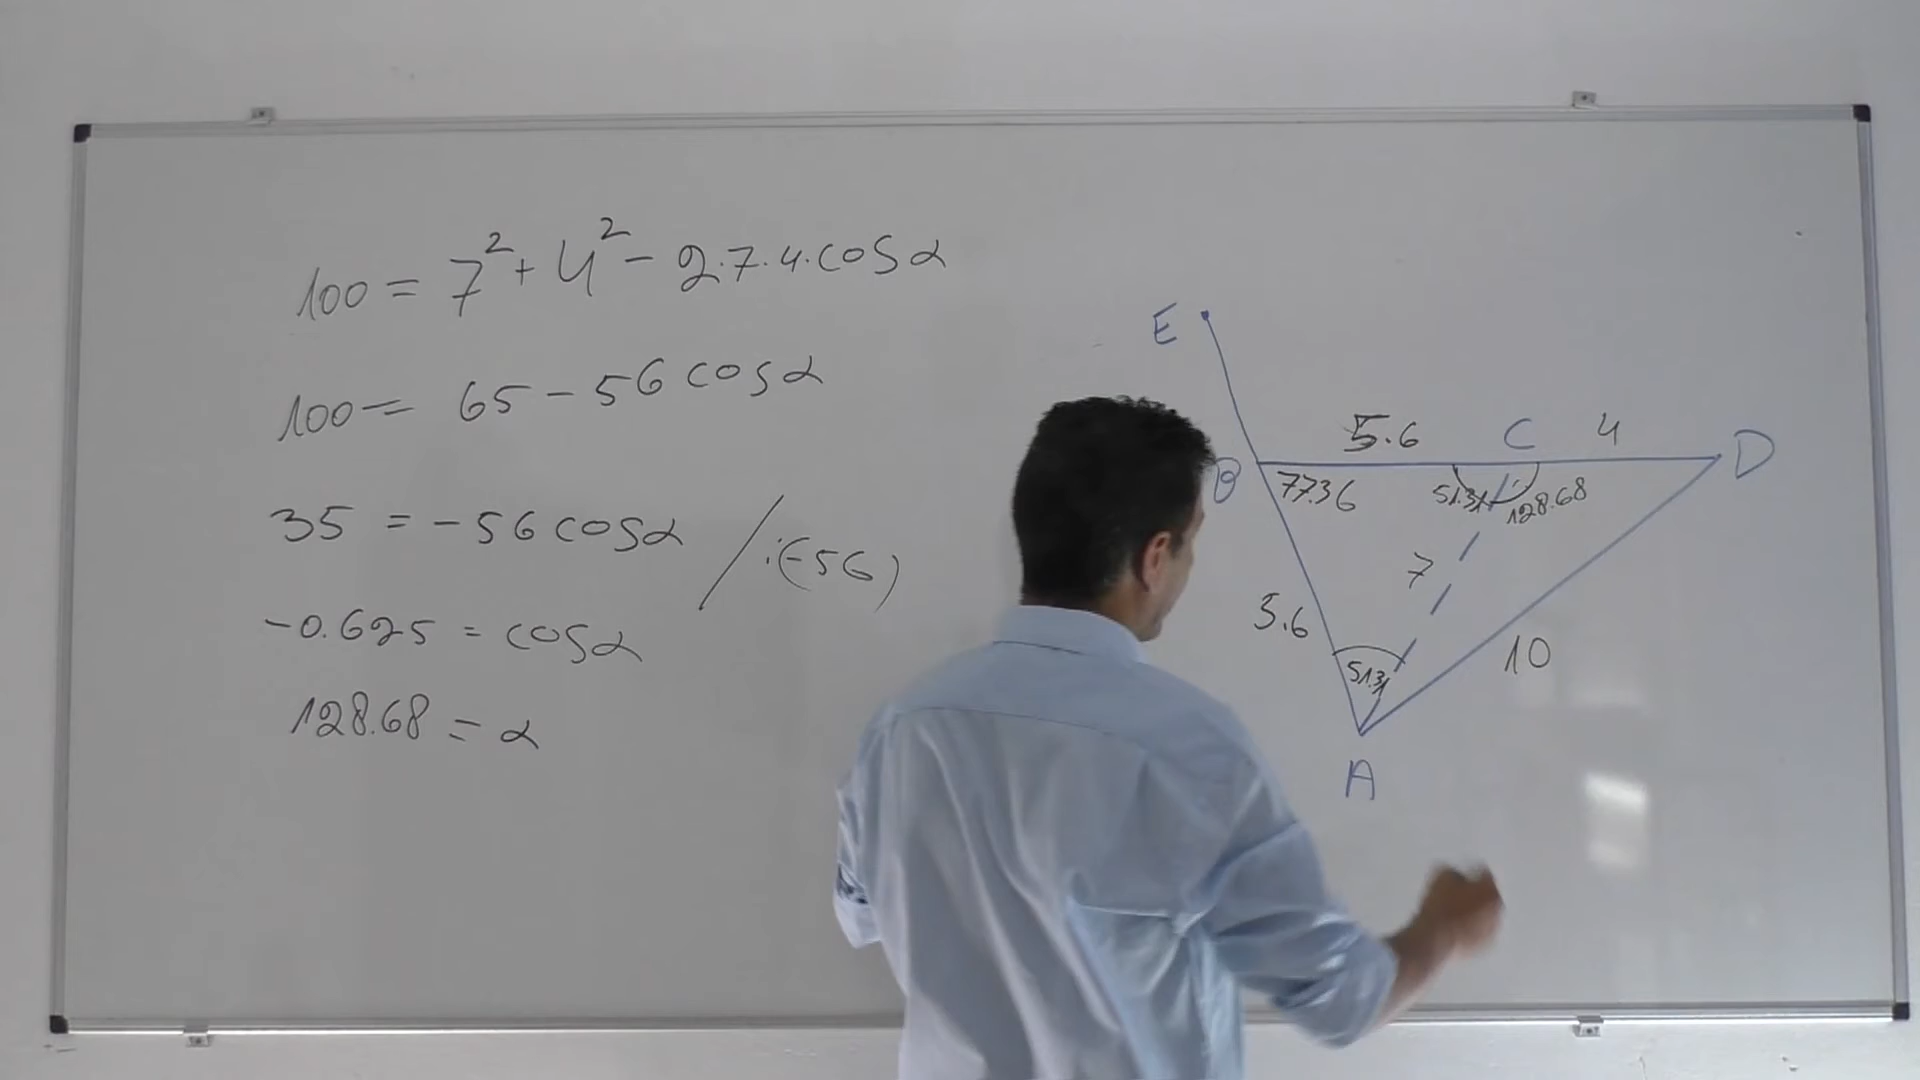 100 = 7² + 4² - 2·7·4·cosα
100 = 65 - 56 cosα
35 = -56 cosα / :(-56)
-0.625 = cosα
128.68 = α
E
5.6 C 4 D
B 77.36 51.31 128.68
7
5.6
10
51.31
A